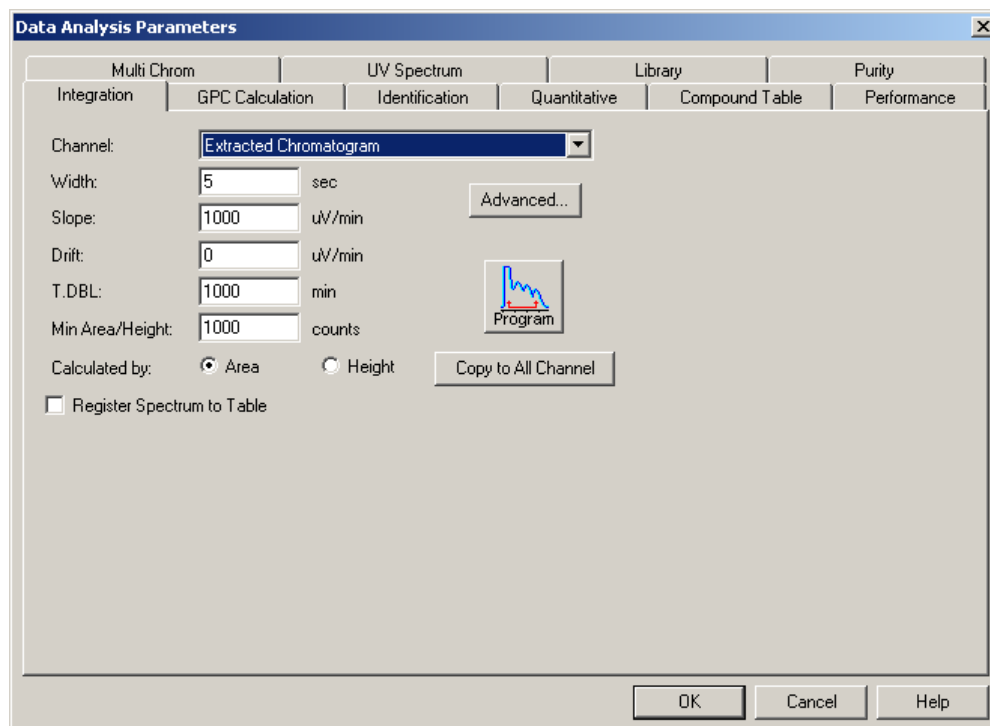 Data Analysis Parameters
Multi Chrom UV Spectrum Library Purity
Integration GPC Calculation Identification Quantitative Compound Table Performance
Channel: Extracted Chromatogram
Width: 5 sec
Advanced...
Slope: 1000 uV/min
Drift: 0 uV/min
T.DBL: 1000 min
Program
Min Area/Height: 1000 counts
Calculated by: Area Height Copy to All Channel
Register Spectrum to Table
OK Cancel Help